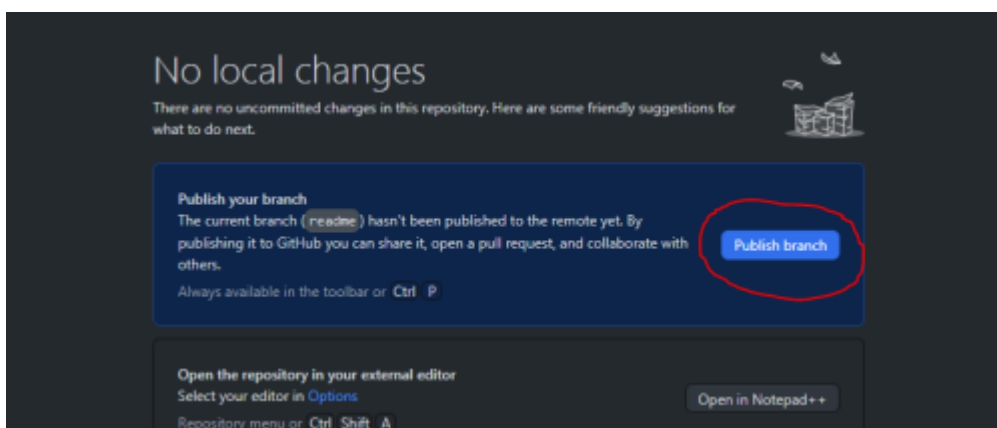 No local changes
There are no uncommitted changes in this repository. Here are some friendly suggestions for
what to do next.
Publish your branch
The current branch ( readme ) hasn't been published to the remote yet. By
publishing it to GitHub you can share it, open a pull request, and collaborate with
others.
Publish branch
Always available in the toolbar or Ctrl P
Open the repository in your external editor
Select your editor in Options
Open in Notepad++
Repository menu or Ctrl Shift A